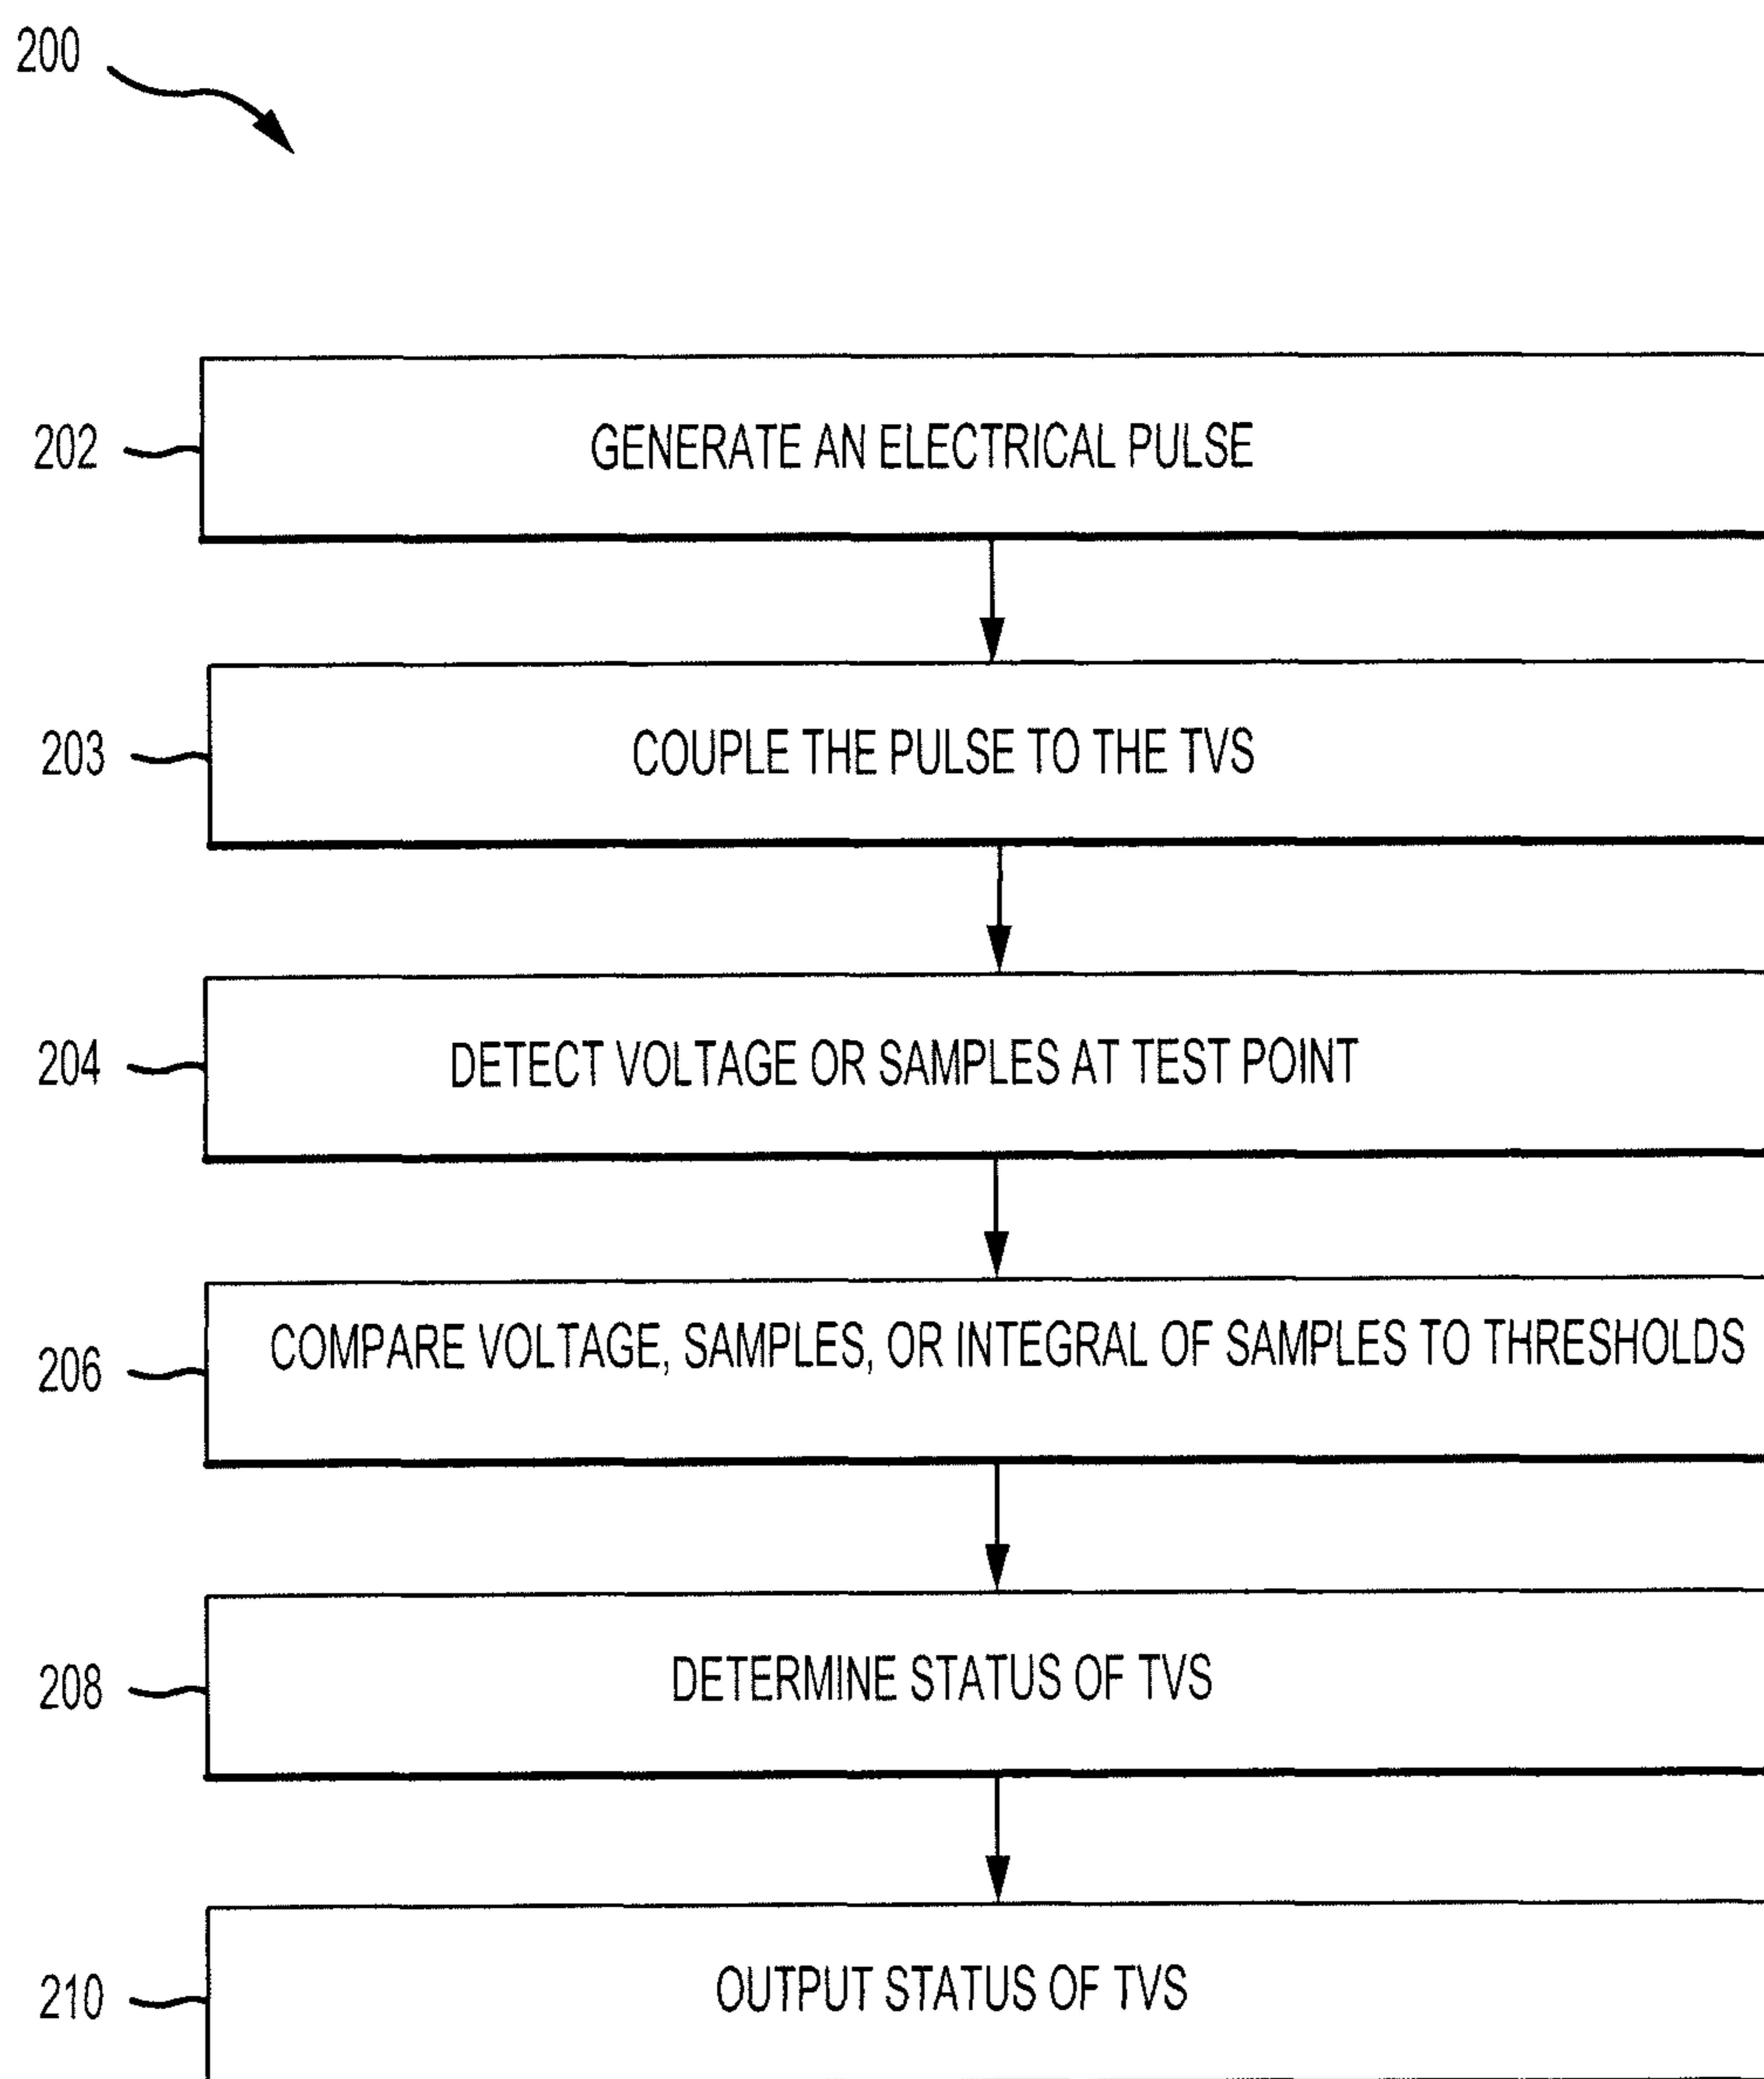 200
202
GENERATE AN ELECTRICAL PULSE
203
COUPLE THE PULSE TO THE TVS
204
DETECT VOLTAGE OR SAMPLES AT TEST POINT
206
COMPARE VOLTAGE, SAMPLES, OR INTEGRAL OF SAMPLES TO THRESHOLDS
208
DETERMINE STATUS OF TVS
210
OUTPUT STATUS OF TVS